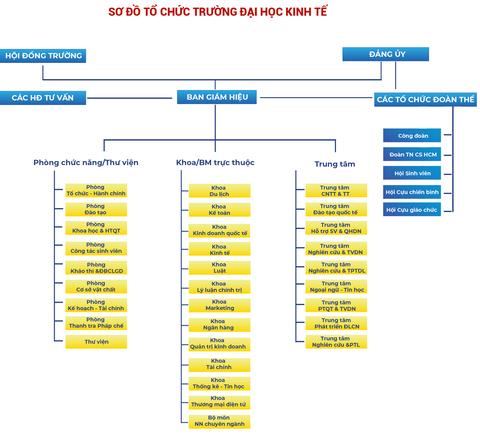 SƠ ĐỒ TỔ CHỨC TRƯỜNG ĐẠI HỌC KINH TẾ
HỘI ĐỒNG TRƯỜNG
ĐẢNG ỦY
CÁC HĐ TƯ VẤN
BAN GIÁM HIỆU
CÁC TỔ CHỨC ĐOÀN THỂ
Công đoàn
Đoàn TN CS HCM
Hội Sinh viên
Hội Cựu chiến binh
Hội Cựu giáo chức
Phòng chức năng/Thư viện
Phòng
Tổ chức - Hành chính
Phòng
Đào tạo
Phòng
Khoa học & HTQT
Phòng
Công tác sinh viên
Phòng
Khảo thí &ĐBCLGD
Phòng
Cơ sở vật chất
Phòng
Kế hoạch - Tài chính
Phòng
Thanh tra Pháp chế
Thư viện
Khoa/BM trực thuộc
Khoa
Du lịch
Khoa
Kế toán
Khoa
Kinh doanh quốc tế
Khoa
Kinh tế
Khoa
Luật
Khoa
Lý luận chính trị
Khoa
Marketing
Khoa
Ngân hàng
Khoa
Quản trị kinh doanh
Khoa
Tài chính
Khoa
Thống kê - Tin học
Khoa
Thương mại điện tử
Bộ môn
NN chuyên ngành
Trung tâm
Trung tâm
CNTT & TT
Trung tâm
Đào tạo quốc tế
Trung tâm
Hỗ trợ SV & QHDN
Trung tâm
Nghiên cứu & TVDN
Trung tâm
Nghiên cứu & TPTDL
Trung tâm
Ngoại ngữ - Tin học
Trung tâm
PTQT & TVDN
Trung tâm
Phát triển ĐLCN
Trung tâm
Nghiên cứu &PTL